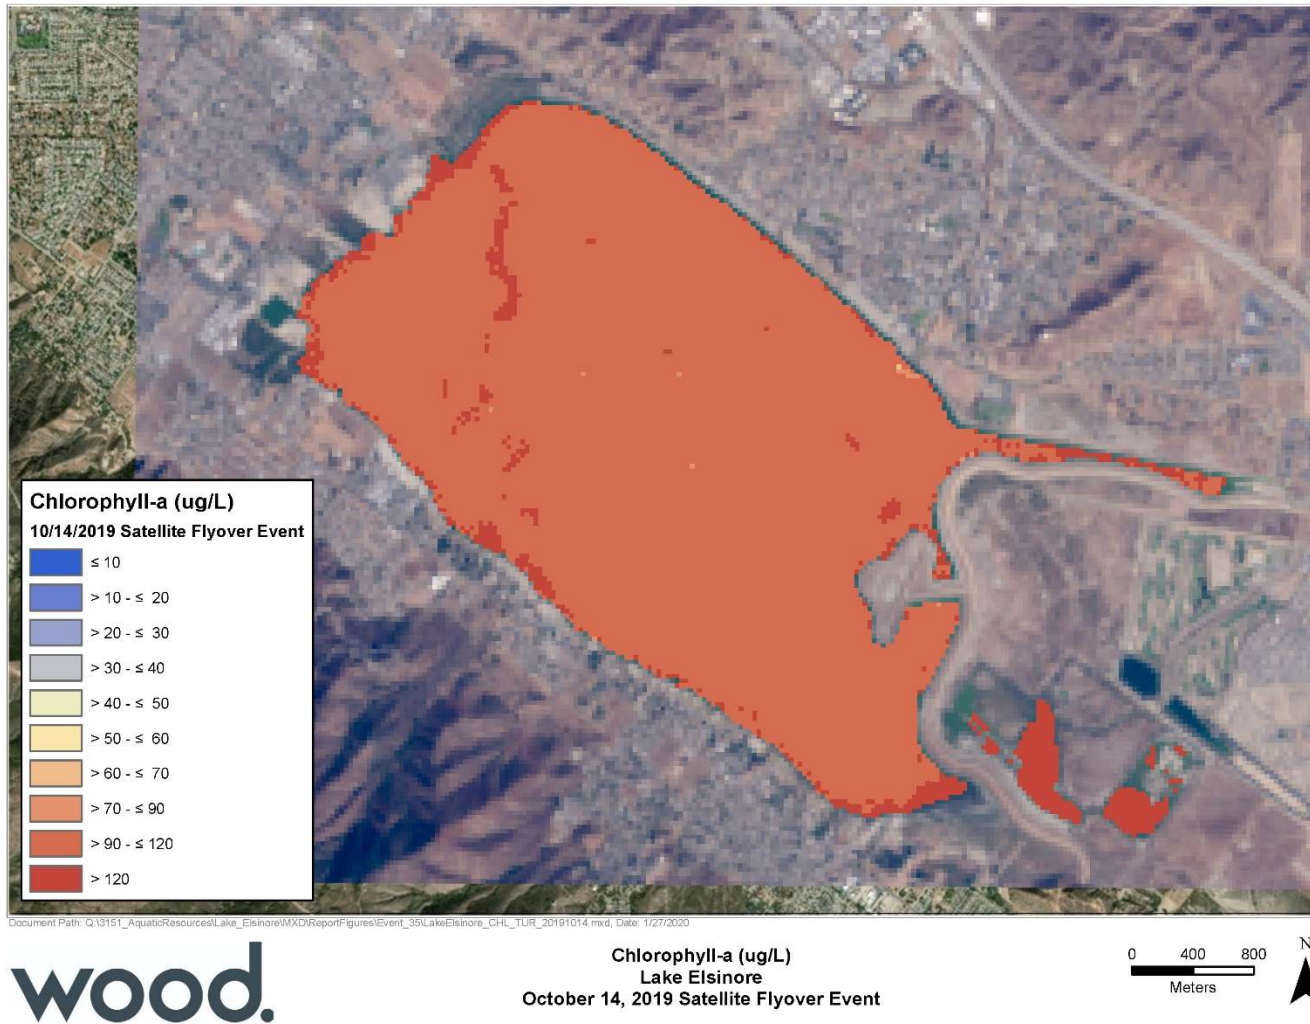 Chlorophyll-a (ug/L)
10/14/2019 Satellite Flyover Event
≤ 10
> 10 - ≤ 20
> 20 - ≤ 30
> 30 - ≤ 40
> 40 - ≤ 50
> 50 - ≤ 60
> 60 - ≤ 70
> 70 - ≤ 90
> 90 - ≤ 120
> 120
Document Path: Q:\3151_AquaticResources\Lake_Elsinore\MXD\ReportFigures\Event_35\LakeElsinore_CHL_TUR_20191014.mxd, Date: 1/27/2020
wood.
Chlorophyll-a (ug/L)
Lake Elsinore
October 14, 2019 Satellite Flyover Event
0 400 800
Meters
N